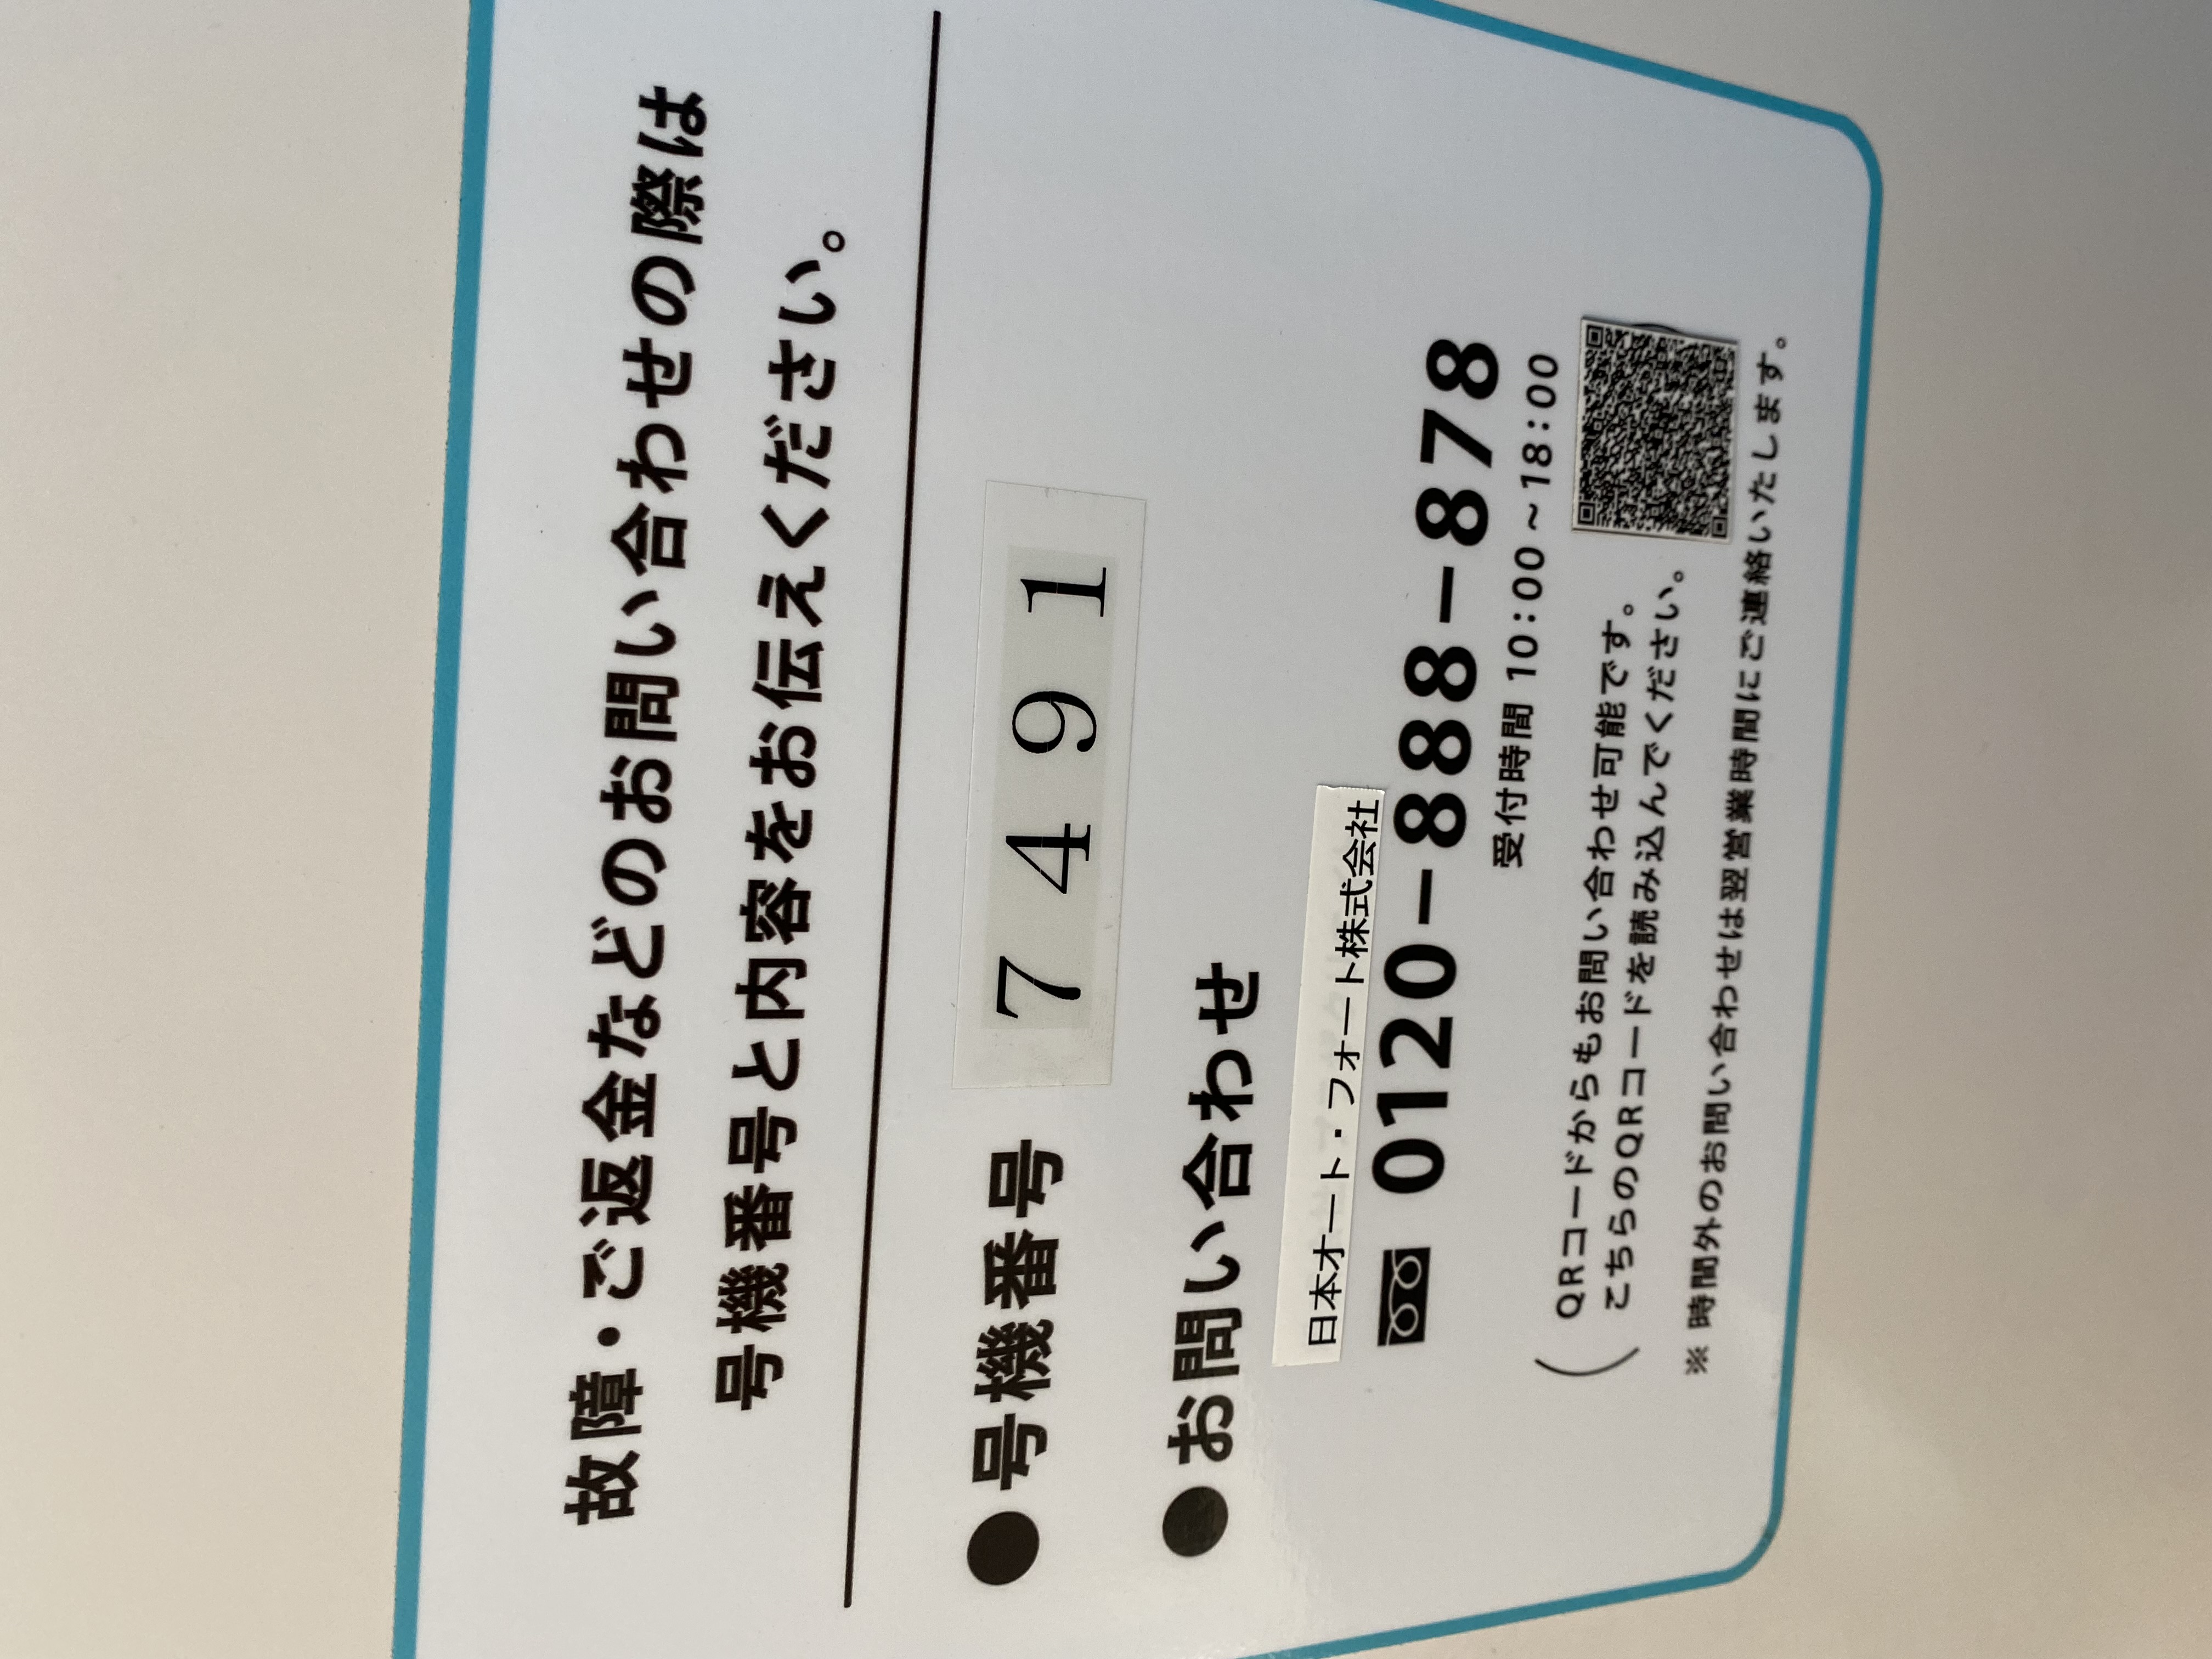 故障・ご返金などのお問い合わせの際は
号機番号と内容をお伝えください。
●号機番号 7491
●お問い合わせ
日本オート・フォート株式会社
0120-888-878
受付時間 10:00~18:00
QRコードからもお問い合わせ可能です。
こちらのQRコードを読み込んでください。
※ 時間外のお問い合わせは翌営業時間にご連絡いたします。